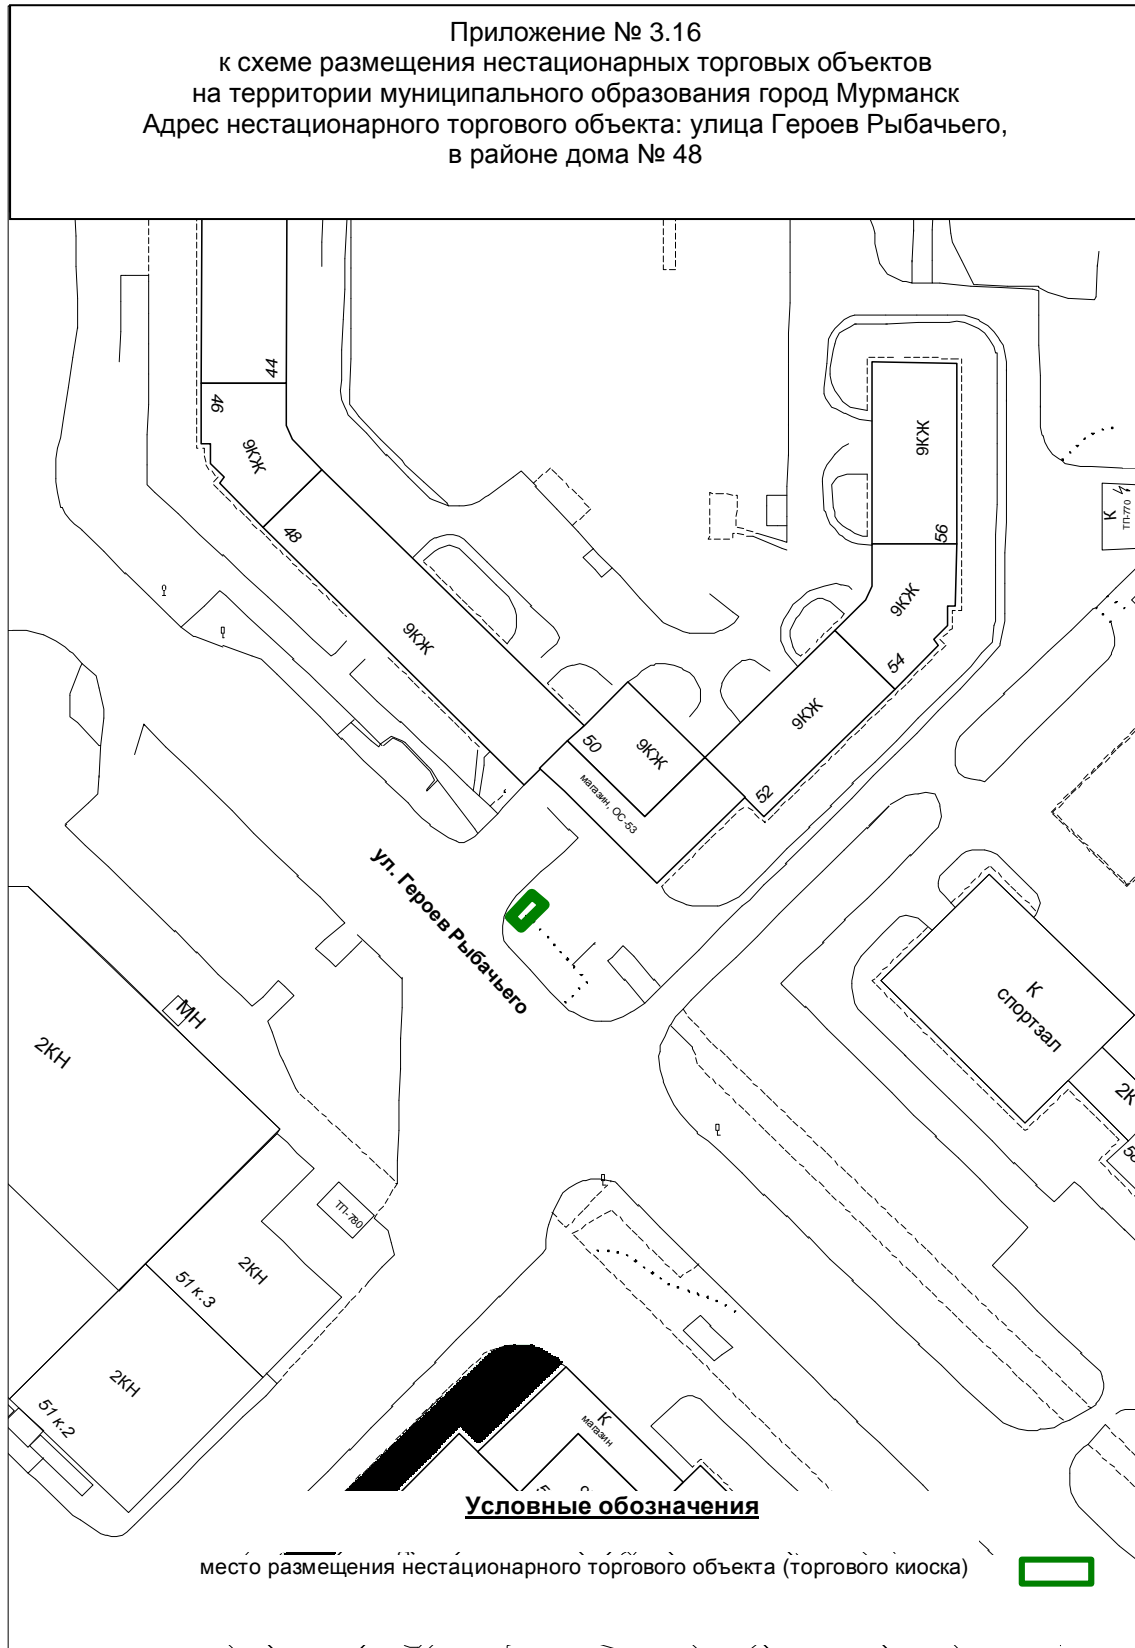 Приложение № 3.16
к схеме размещения нестационарных торговых объектов
на территории муниципального образования город Мурманск
Адрес нестационарного торгового объекта: улица Героев Рыбачьего,
в районе дома № 48
44
46
9КЖ
48
9КЖ
9КЖ
56
9КЖ
54
9КЖ
52
50
9КЖ
магазин, ОС-53
К
ТП-770
ул. Героев Рыбачьего
К
спортзал
МН
2КН
ТП-780
2КН
51 к.3
2КН
51 к.2
К
магазин
Условные обозначения
место размещения нестационарного торгового объекта (торгового киоска)